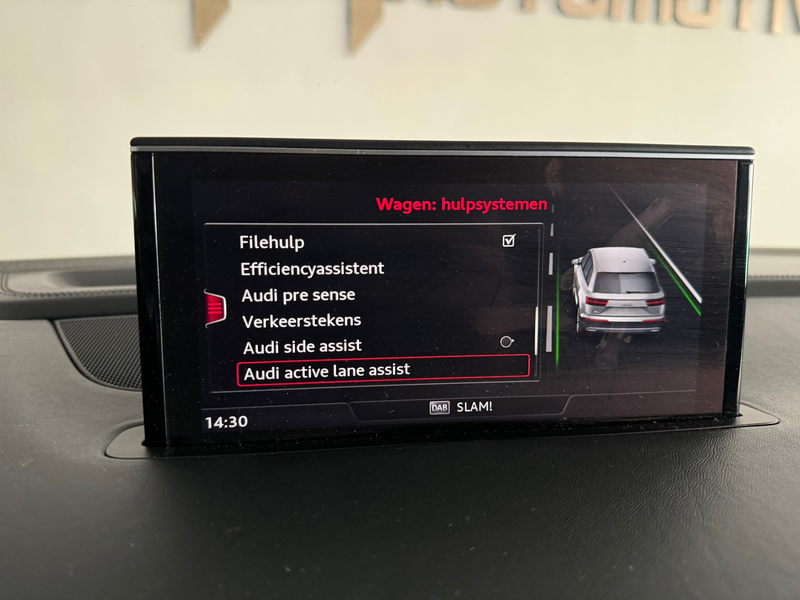 Wagen: hulpsystemen
Filehulp
Efficiencyassistent
Audi pre sense
Verkeerstekens
Audi side assist
Audi active lane assist
DAB SLAM!
14:30